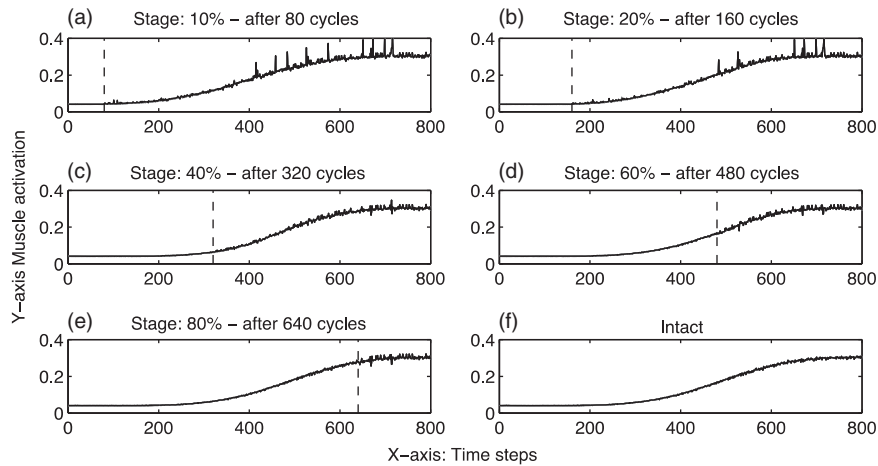 (a) Stage: 10% – after 80 cycles
0.4
0.2
0
0 200 400 600 800
(b) Stage: 20% – after 160 cycles
0.4
0.2
0
0 200 400 600 800
(c) Stage: 40% – after 320 cycles
0.4
0.2
0
0 200 400 600 800
(d) Stage: 60% – after 480 cycles
0.4
0.2
0
0 200 400 600 800
(e) Stage: 80% – after 640 cycles
0.4
0.2
0
0 200 400 600 800
(f) Intact
0.4
0.2
0
0 200 400 600 800
Y–axis Muscle activation
X–axis: Time steps